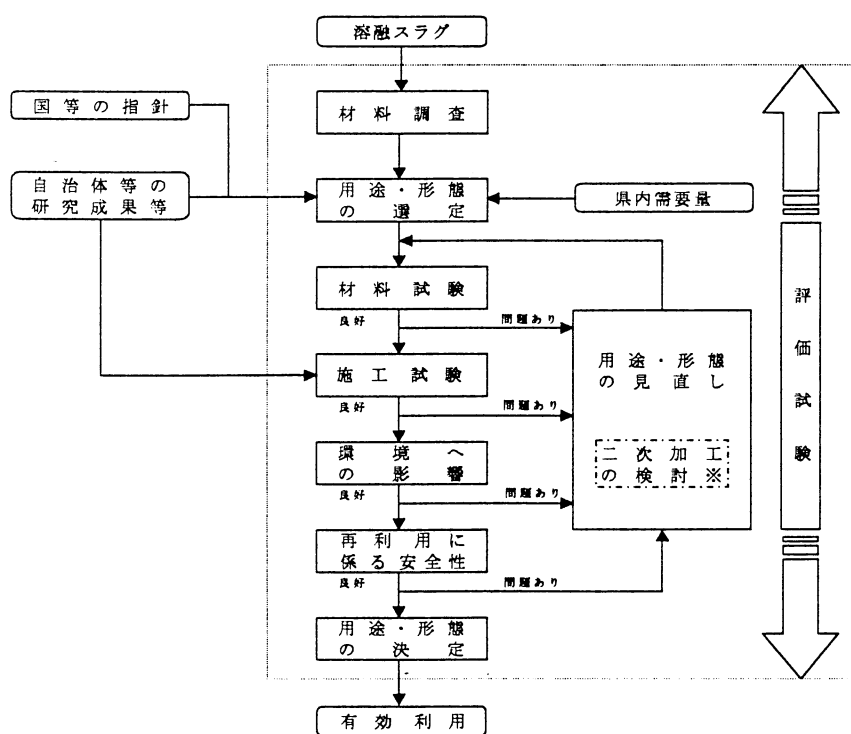 溶融スラグ
国等の指針
材料調査
自治体等の
研究成果等
用途・形態
の選定
県内需要量
材料試験
良好
問題あり
施工試験
良好
問題あり
用途・形態
の見直し
二次加工
の検討※
環境へ
の影響
良好
問題あり
再利用に
係る安全性
良好
問題あり
用途・形態
の決定
有効利用
評価試験